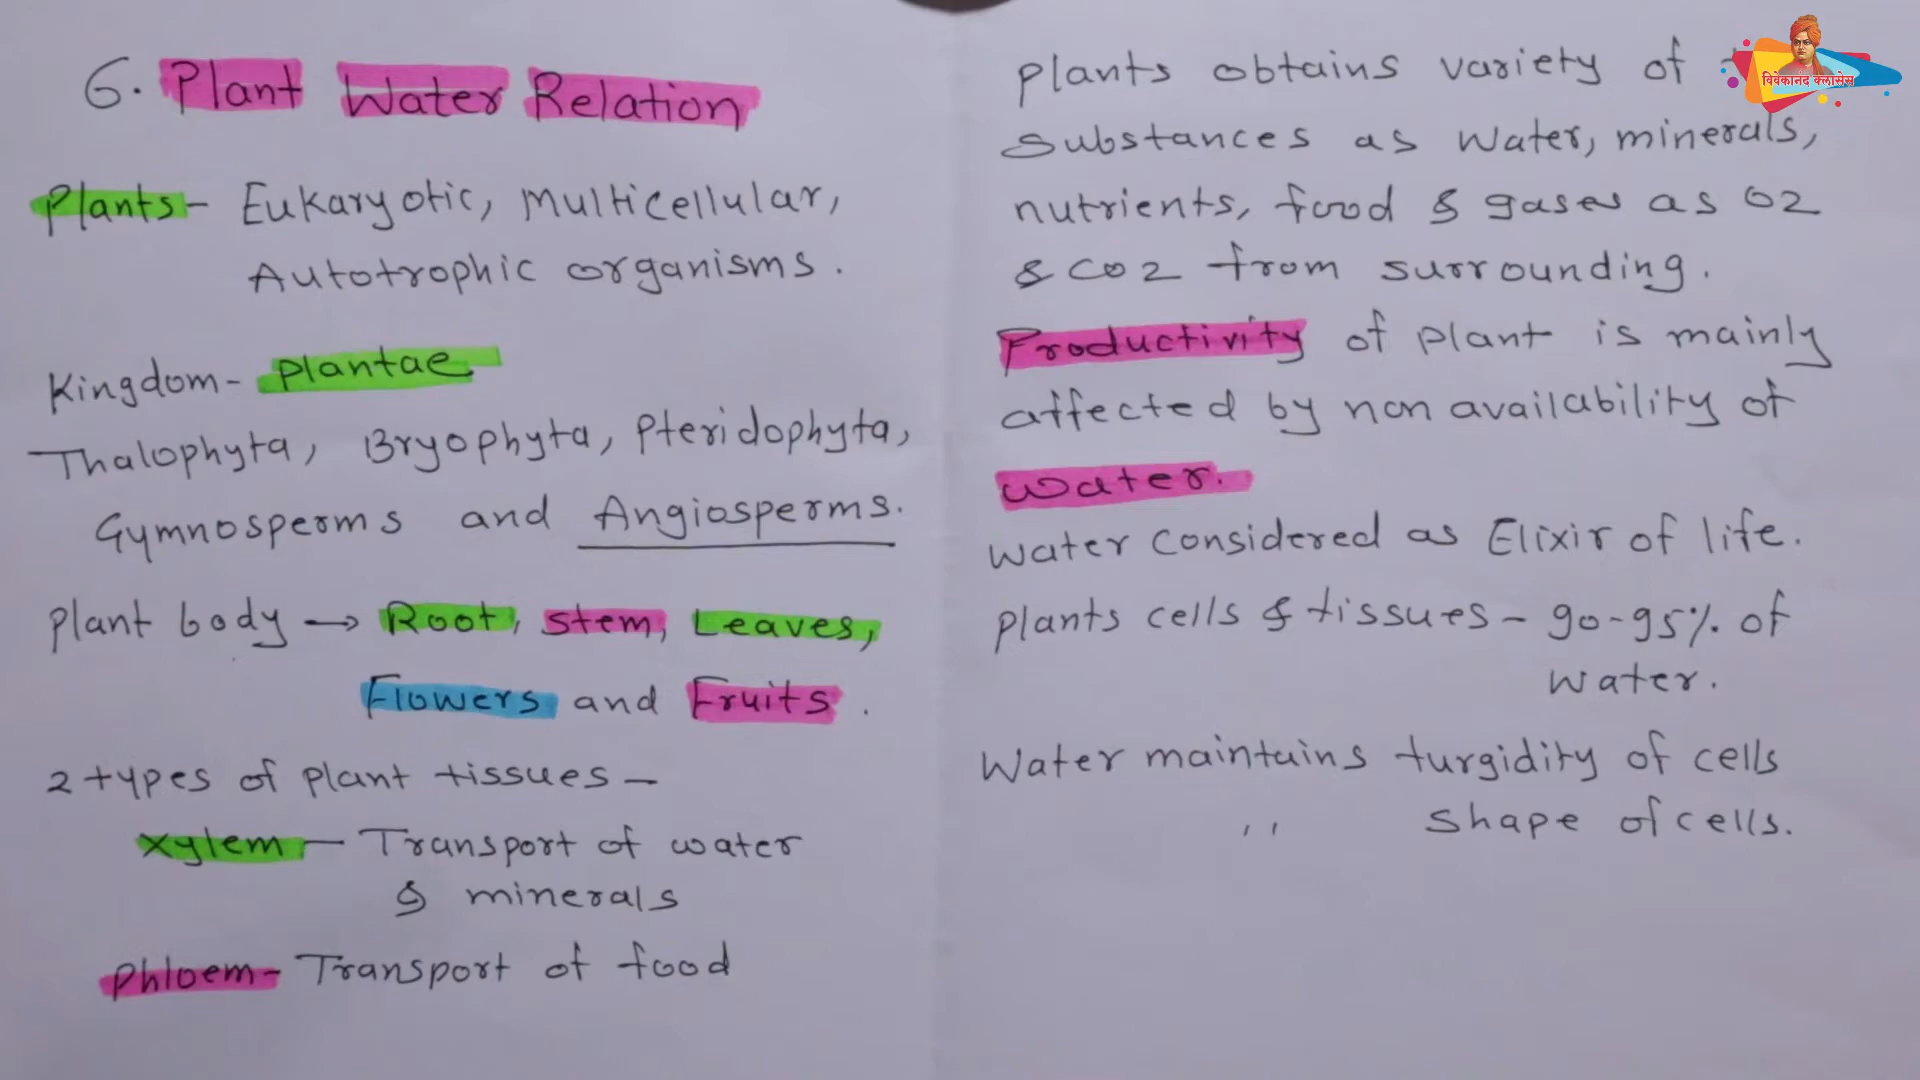 6. Plant Water Relation
Plants- Eukaryotic, Multicellular,
Autotrophic organisms.
Kingdom- Plantae
Thalophyta, Bryophyta, Pteridophyta,
Gymnosperms and Angiosperms.
Plant body → Root, Stem, Leaves,
Flowers and Fruits.
2 types of plant tissues -
Xylem - Transport of water
& minerals
Phloem- Transport of food
Plants obtains variety of
substances as water, minerals,
nutrients, food & gases as O2
& CO2 from surrounding.
Productivity of plant is mainly
affected by non availability of
water.
Water considered as Elixir of life.
Plants cells & tissues - 90-95% of
water.
Water maintains turgidity of cells
" shape of cells.
विवेकानंद क्लासेस